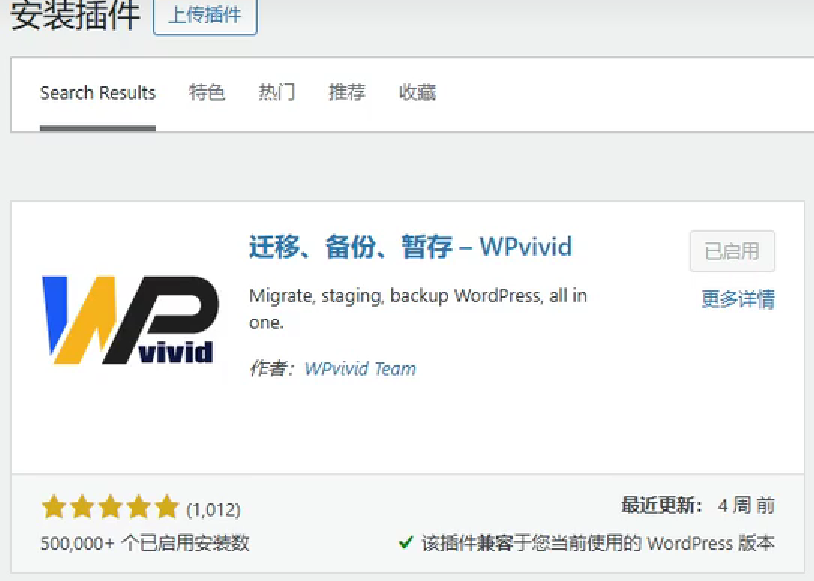 安装插件 上传插件
Search Results 特色 热门 推荐 收藏
迁移、备份、暂存 – WPvivid
已启用
Migrate, staging, backup WordPress, all in
one.
更多详情
作者：WPvivid Team
WP vivid
(1,012)
最近更新： 4 周 前
500,000+ 个已启用安装数
该插件兼容于您当前使用的 WordPress 版本